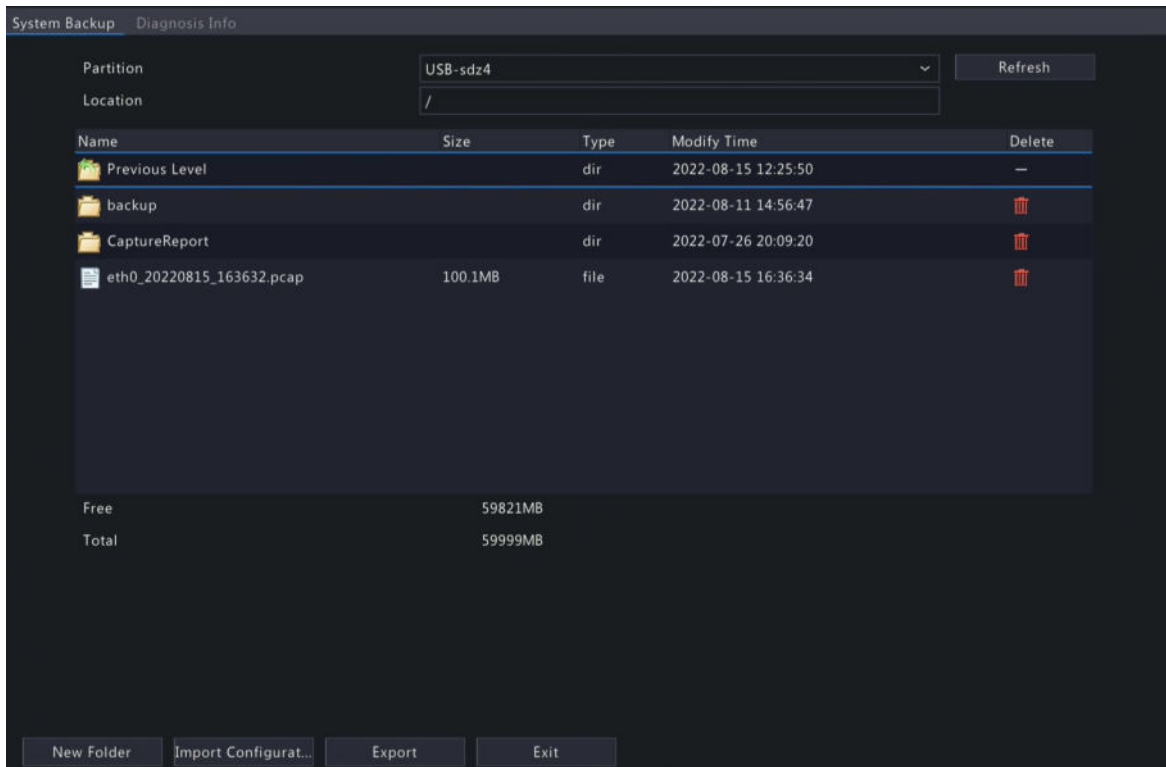 System Backup Diagnosis Info
Partition USB-sdz4 Refresh
Location /
Name Size Type Modify Time Delete
Previous Level dir 2022-08-15 12:25:50 —
backup dir 2022-08-11 14:56:47
CaptureReport dir 2022-07-26 20:09:20
eth0_20220815_163632.pcap 100.1MB file 2022-08-15 16:36:34
Free 59821MB
Total 59999MB
New Folder Import Configurat... Export Exit